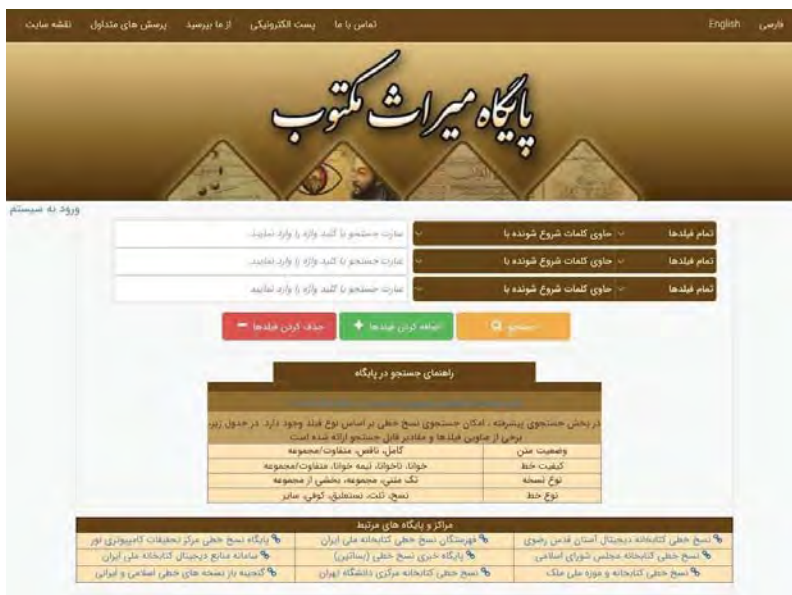 فارسی English تماس با ما پست الکترونیکی از ما بپرسید پرسش های متداول نقشه سایت
پایگاه میراث مکتوب
ورود به سیستم
تمام فیلدها حاوی کلمات شروع شونده با عبارت جستجو یا کلید واژه را وارد نمایید.
تمام فیلدها حاوی کلمات شروع شونده با عبارت جستجو یا کلید واژه را وارد نمایید.
تمام فیلدها حاوی کلمات شروع شونده با عبارت جستجو یا کلید واژه را وارد نمایید.
جستجو اضافه کردن فیلدها حذف کردن فیلدها
راهنمای جستجو در پایگاه
در بخش جستجوی پیشرفته ، امکان جستجوی نسخ خطی بر اساس نوع فیلد وجود دارد. در جدول زیر،
برخی از عناوین فیلدها و مقادیر قابل جستجو ارائه شده است
وضعیت متن کامل، ناقص، متفاوت/مجموعه
کیفیت خط خوانا، ناخوانا، نیمه خوانا، متفاوت/مجموعه
نوع نسخه تک متنی، مجموعه، بخشی از مجموعه
نوع خط نسخ، ثلث، نستعلیق، کوفی، سایر
مراکز و پایگاه های مرتبط
نسخ خطی کتابخانه دیجیتال آستان قدس رضوی فهرستگان نسخ خطی کتابخانه ملی ایران پایگاه نسخ خطی مرکز تحقیقات کامپیوتری نور
نسخ خطی کتابخانه مجلس شورای اسلامی پایگاه خبری نسخ خطی (بساتین) سامانه منابع دیجیتال کتابخانه ملی ایران
نسخ خطی کتابخانه و موزه ملی ملک نسخ خطی کتابخانه مرکزی دانشگاه تهران گنجینه باز نسخه های خطی اسلامی و ایرانی